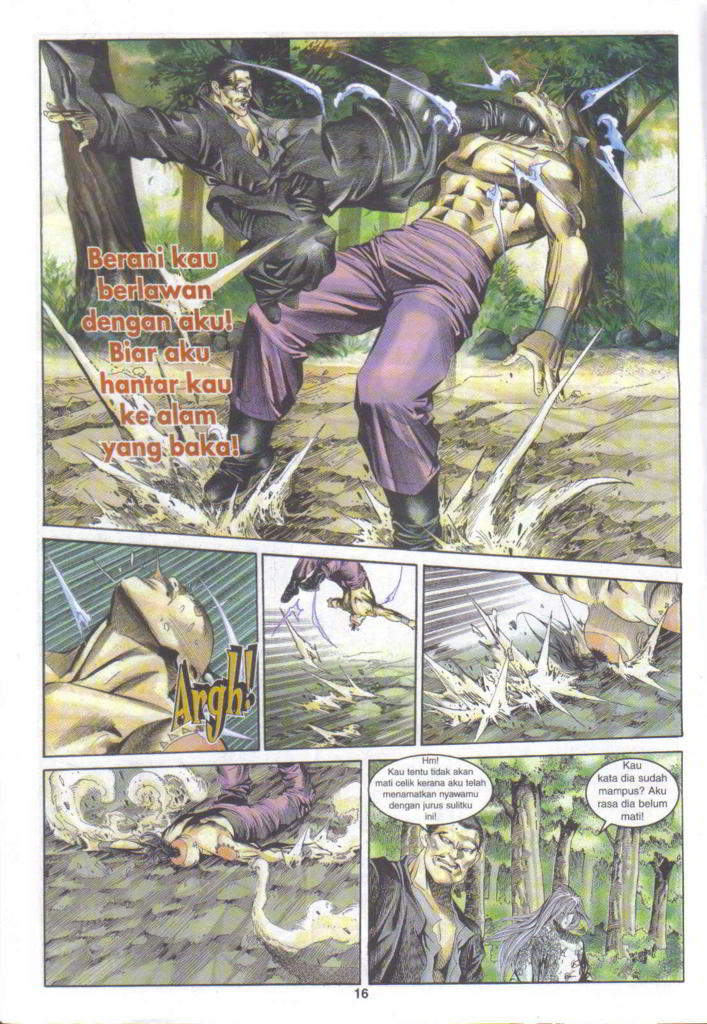 Berani kau
berlawan
dengan aku!
Biar aku
hantar kau
ke alam
yang baka!
Argh!
Hm!
Kau tentu tidak akan
mati celik kerana aku telah
menamatkan nyawamu
dengan jurus sulitku
ini!
Kau
kata dia sudah
mampus? Aku
rasa dia belum
mati!
16